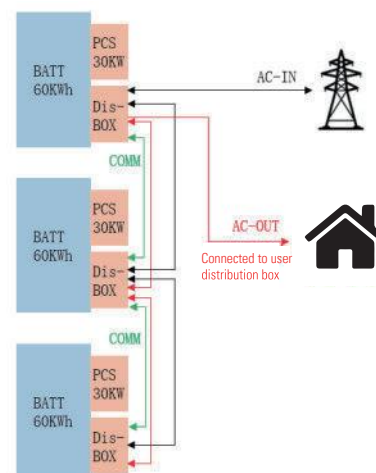 PCS
30KW
BATT
60KWh
AC-IN
Dis-
BOX
COMM
PCS
30KW
AC-OUT
BATT
60KWh
Connected to user
distribution box
Dis-
BOX
COMM
PCS
30KW
BATT
60KWh
Dis-
BOX